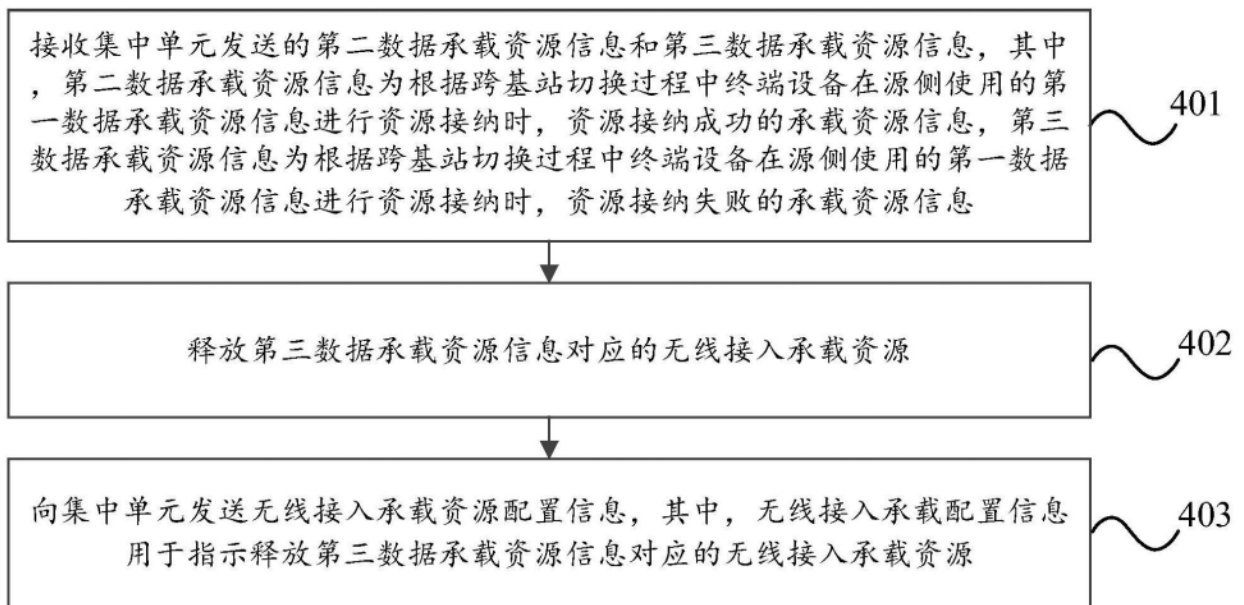 接收集中单元发送的第二数据承载资源信息和第三数据承载资源信息，其中
，第二数据承载资源信息为根据跨基站切换过程中终端设备在源侧使用的第
一数据承载资源信息进行资源接纳时，资源接纳成功的承载资源信息，第三
数据承载资源信息为根据跨基站切换过程中终端设备在源侧使用的第一数据
承载资源信息进行资源接纳时，资源接纳失败的承载资源信息
401
释放第三数据承载资源信息对应的无线接入承载资源
402
向集中单元发送无线接入承载资源配置信息，其中，无线接入承载配置信息
用于指示释放第三数据承载资源信息对应的无线接入承载资源
403